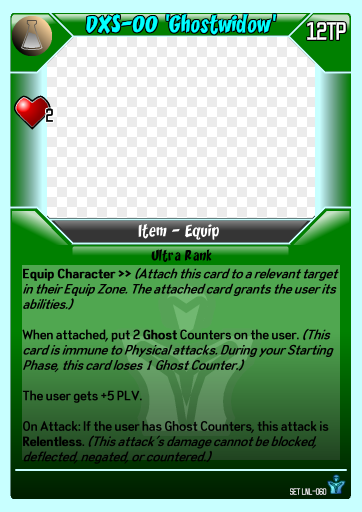 DXS-00 'Ghostwidow'
12TP
2
Item - Equip
Ultra Rank
Equip Character >> (Attach this card to a relevant target
in their Equip Zone. The attached card grants the user its
abilities.)
When attached, put 2 Ghost Counters on the user. (This
card is immune to Physical attacks. During your Starting
Phase, this card loses 1 Ghost Counter.)
The user gets +5 PLV.
On Attack: If the user has Ghost Counters, this attack is
Relentless. (This attack's damage cannot be blocked,
deflected, negated, or countered.)
SET LNL-060